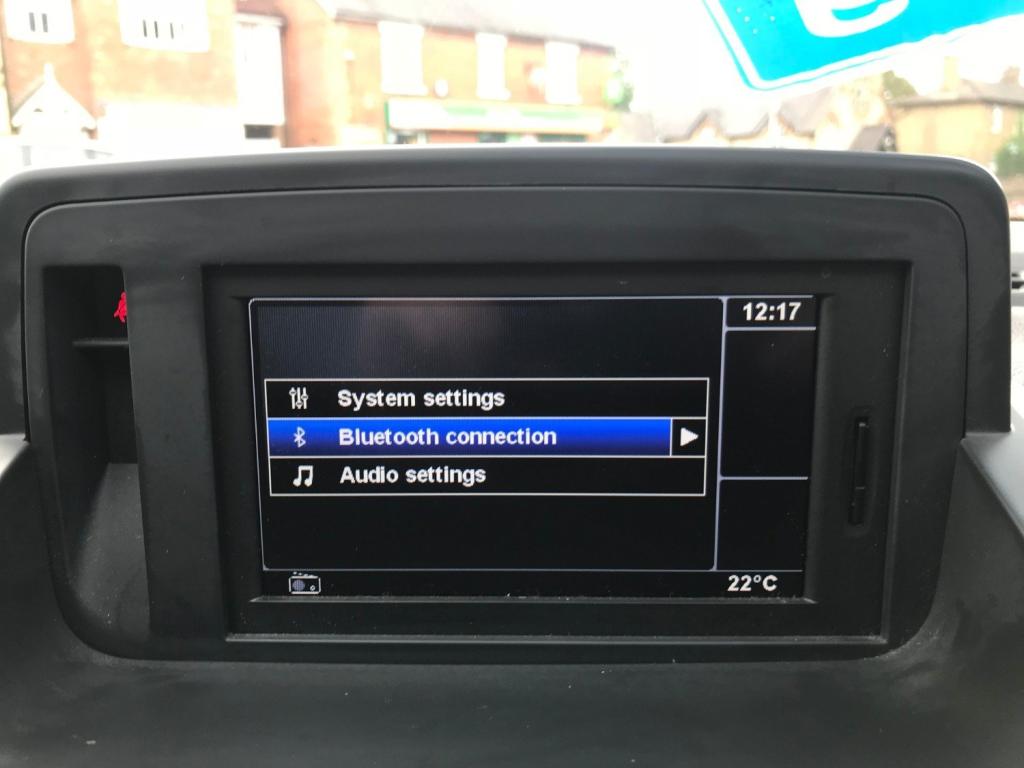 12:17
System settings
Bluetooth connection
Audio settings
22°C